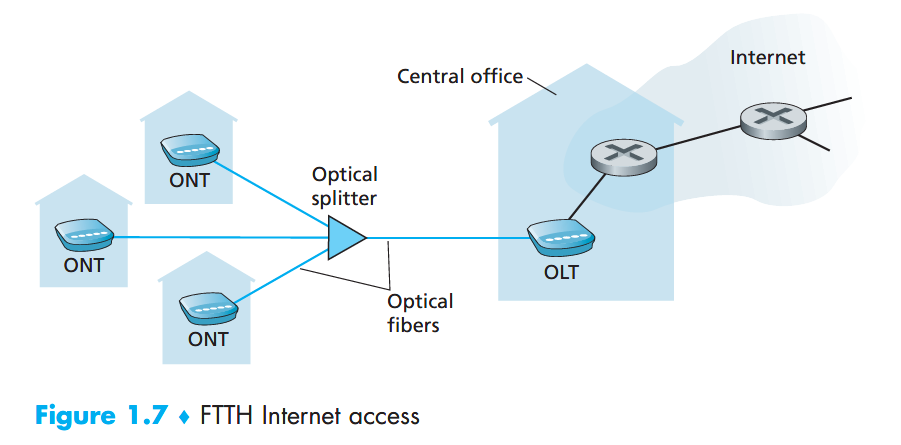 Internet
Central office
ONT
Optical
splitter
ONT
OLT
Optical
fibers
ONT
Figure 1.7 ♦ FTTH Internet access